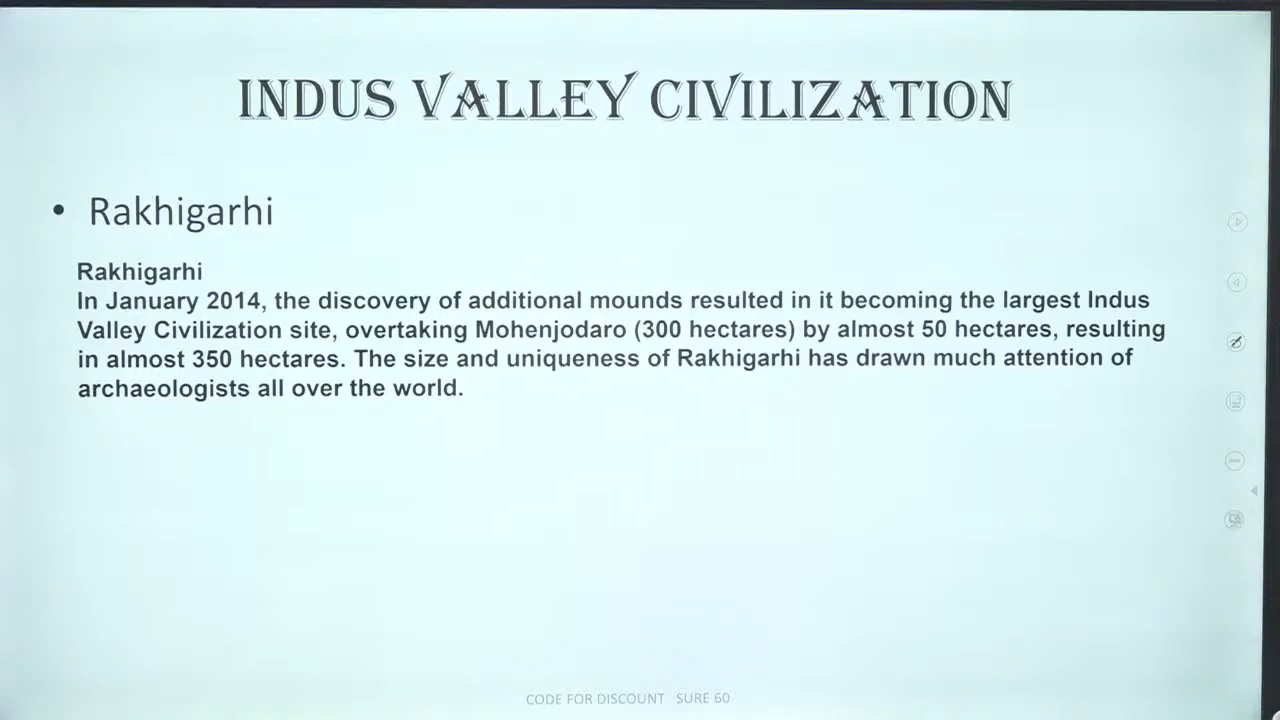 INDUS VALLEY CIVILIZATION
• Rakhigarhi
Rakhigarhi
In January 2014, the discovery of additional mounds resulted in it becoming the largest Indus
Valley Civilization site, overtaking Mohenjodaro (300 hectares) by almost 50 hectares, resulting
in almost 350 hectares. The size and uniqueness of Rakhigarhi has drawn much attention of
archaeologists all over the world.
CODE FOR DISCOUNT SURE 60